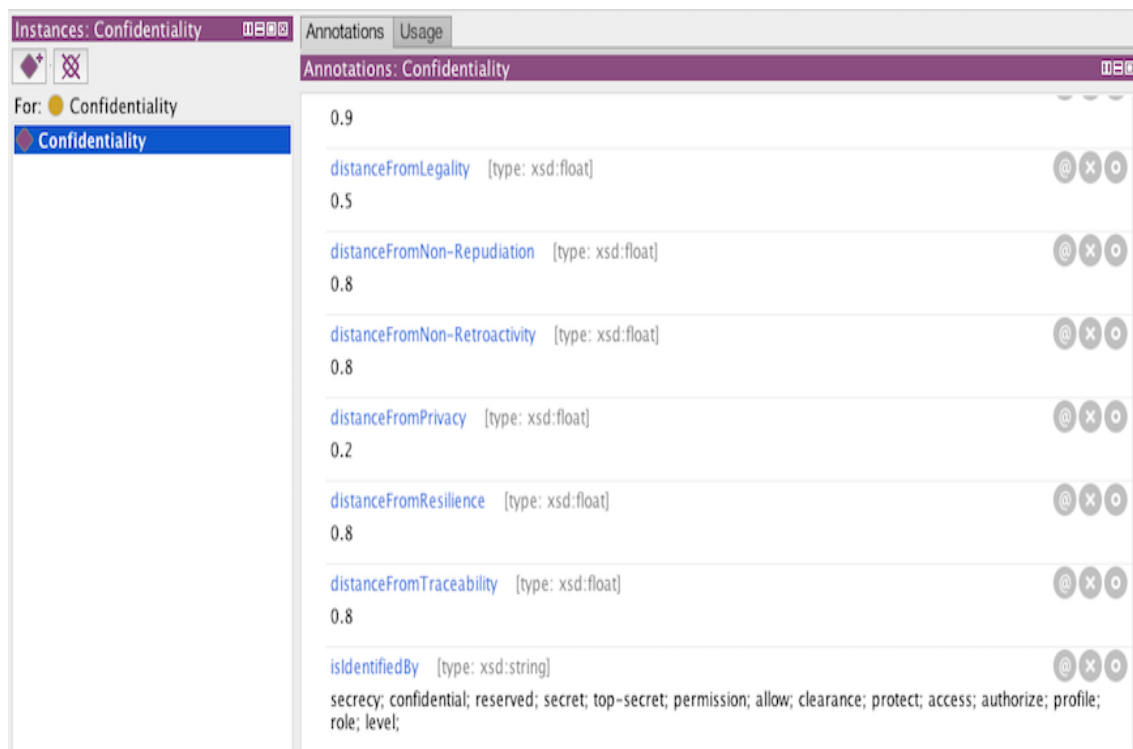 Instances: Confidentiality
For: Confidentiality
Confidentiality
Annotations Usage
Annotations: Confidentiality
0.9
distanceFromLegality [type: xsd:float]
0.5
distanceFromNon-Repudiation [type: xsd:float]
0.8
distanceFromNon-Retroactivity [type: xsd:float]
0.8
distanceFromPrivacy [type: xsd:float]
0.2
distanceFromResilience [type: xsd:float]
0.8
distanceFromTraceability [type: xsd:float]
0.8
isIdentifiedBy [type: xsd:string]
secrecy; confidential; reserved; secret; top-secret; permission; allow; clearance; protect; access; authorize; profile;
role; level;